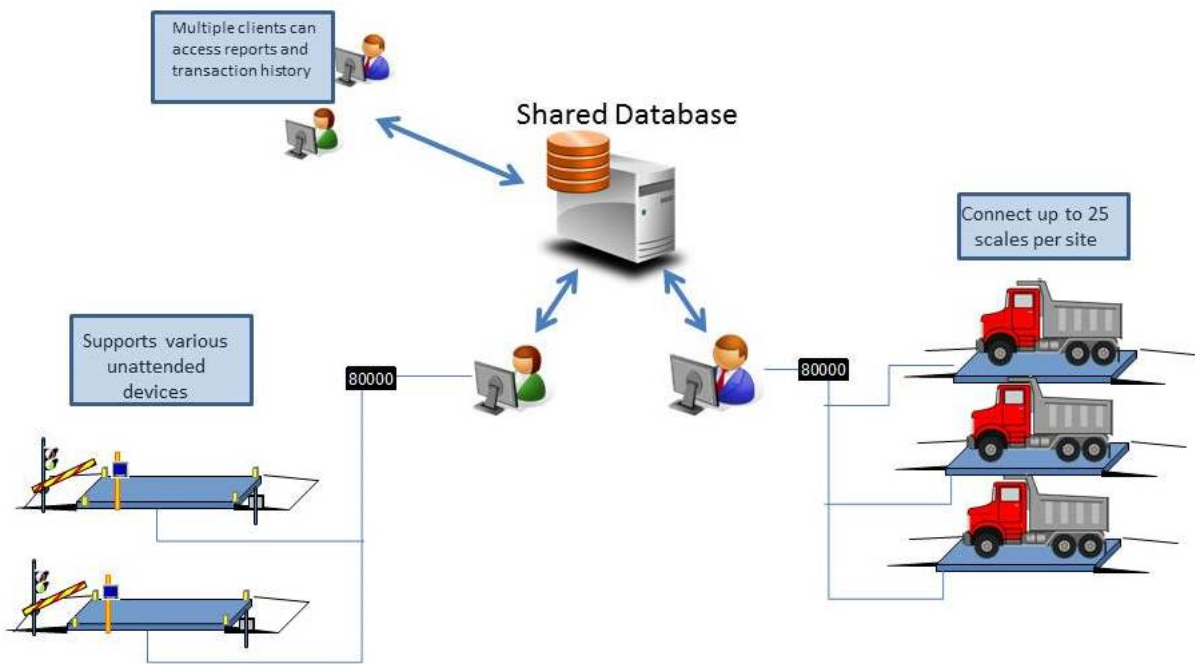 Multiple clients can
access reports and
transaction history
Shared Database
Connect up to 25
scales per site
Supports various
unattended
devices
80000
80000